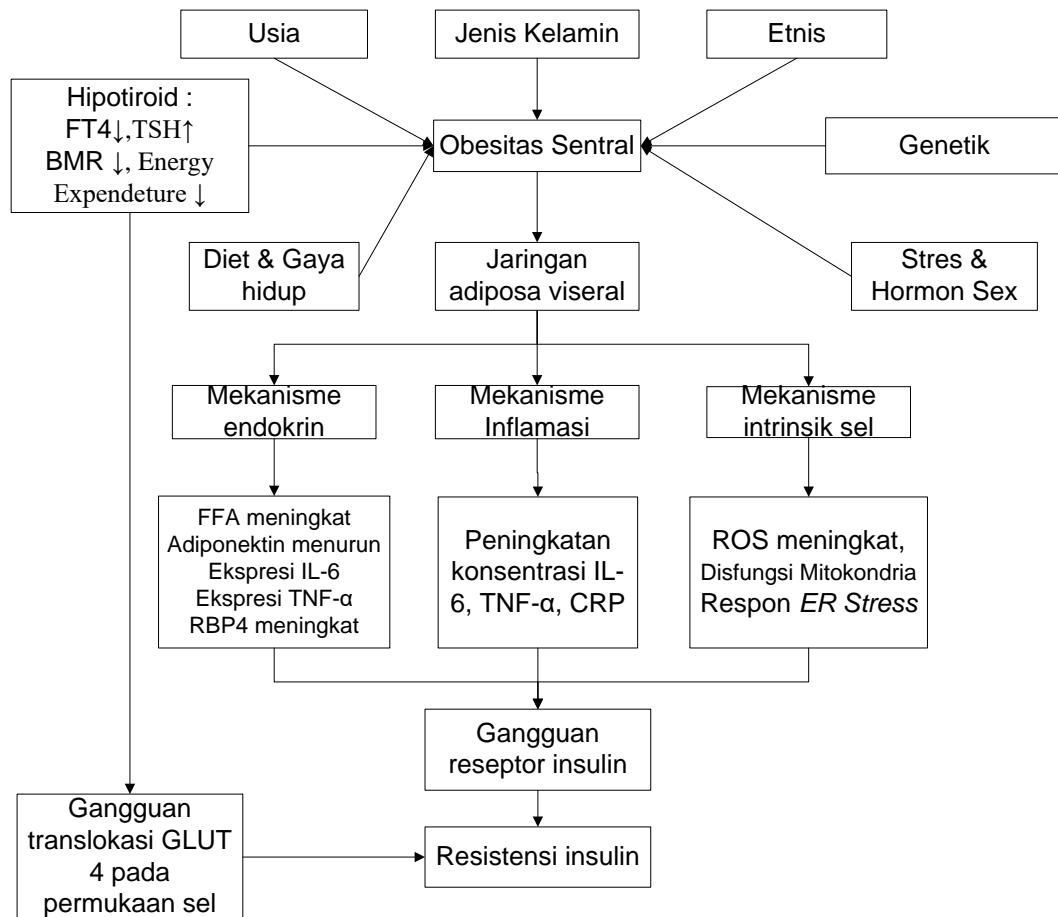 Usia
Jenis Kelamin
Etnis
Hipotiroid :
FT4↓,TSH↑
BMR ↓, Energy
Expendeture ↓
Obesitas Sentral
Genetik
Diet & Gaya
hidup
Jaringan
adiposa viseral
Stres &
Hormon Sex
Mekanisme
endokrin
Mekanisme
Inflamasi
Mekanisme
intrinsik sel
FFA meningkat
Adiponektin menurun
Ekspresi IL-6
Ekspresi TNF-α
RBP4 meningkat
Peningkatan
konsentrasi IL-
6, TNF-α, CRP
ROS meningkat,
Disfungsi Mitokondria
Respon ER Stress
Gangguan
reseptor insulin
Gangguan
translokasi GLUT
4 pada
permukaan sel
Resistensi insulin